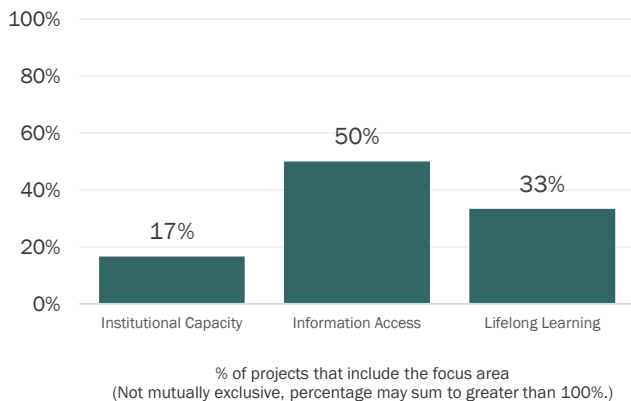 100%
80%
60%
40%
20%
0%
17%
50%
33%
Institutional Capacity
Information Access
Lifelong Learning
% of projects that include the focus area
(Not mutually exclusive, percentage may sum to greater than 100%.)